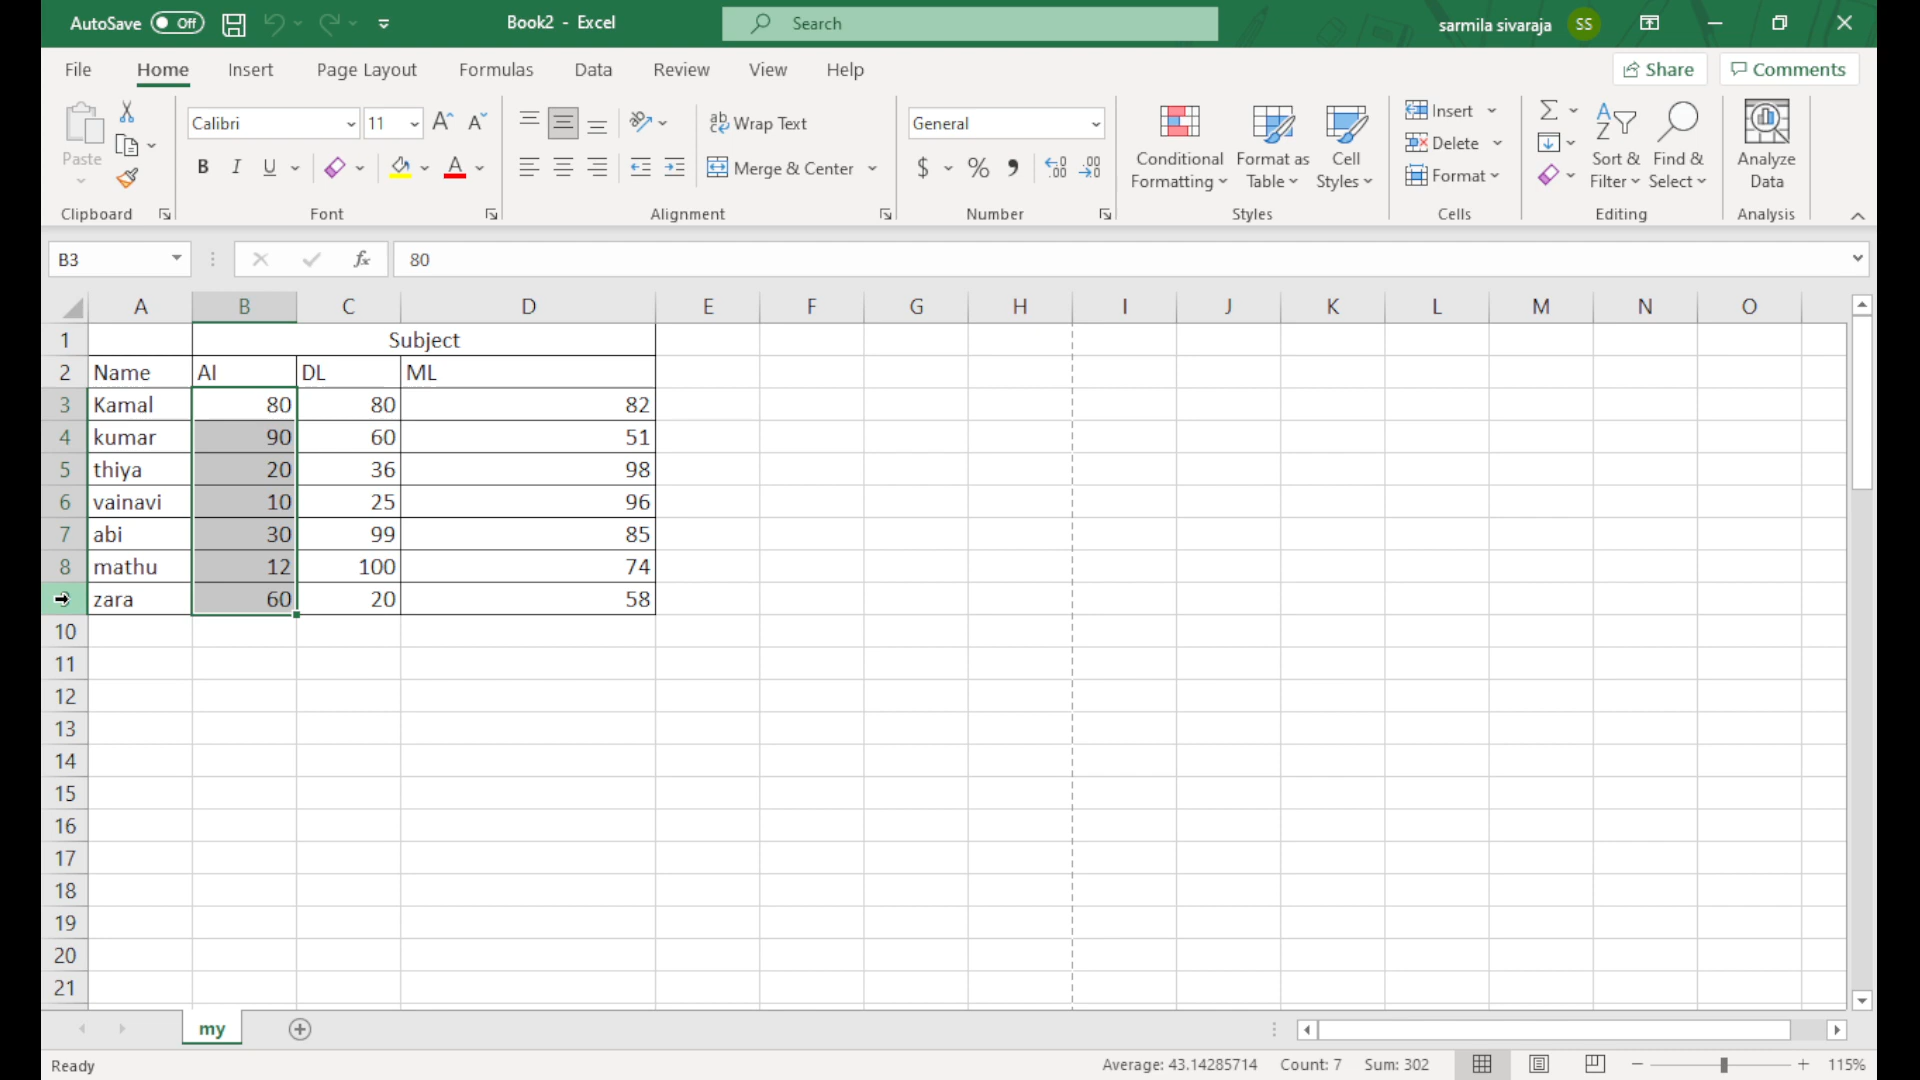 AutoSave Off Book2 - Excel Search sarmila sivaraja SS
File Home Insert Page Layout Formulas Data Review View Help Share Comments
Paste Calibri 11 Wrap Text General Conditional Formatting Format as Table Cell Styles Insert Delete Format Sort & Filter Find & Select Analyze Data
B I U A Merge & Center $ % 9
Clipboard Font Alignment Number Styles Cells Editing Analysis
B3 fx 80
A B C D E F G H I J K L M N O
1 Subject
2 Name AI DL ML
3 Kamal 80 80 82
4 kumar 90 60 51
5 thiya 20 36 98
6 vainavi 10 25 96
7 abi 30 99 85
8 mathu 12 100 74
zara 60 20 58
10
11
12
13
14
15
16
17
18
19
20
21
my
Ready Average: 43.14285714 Count: 7 Sum: 302 115%